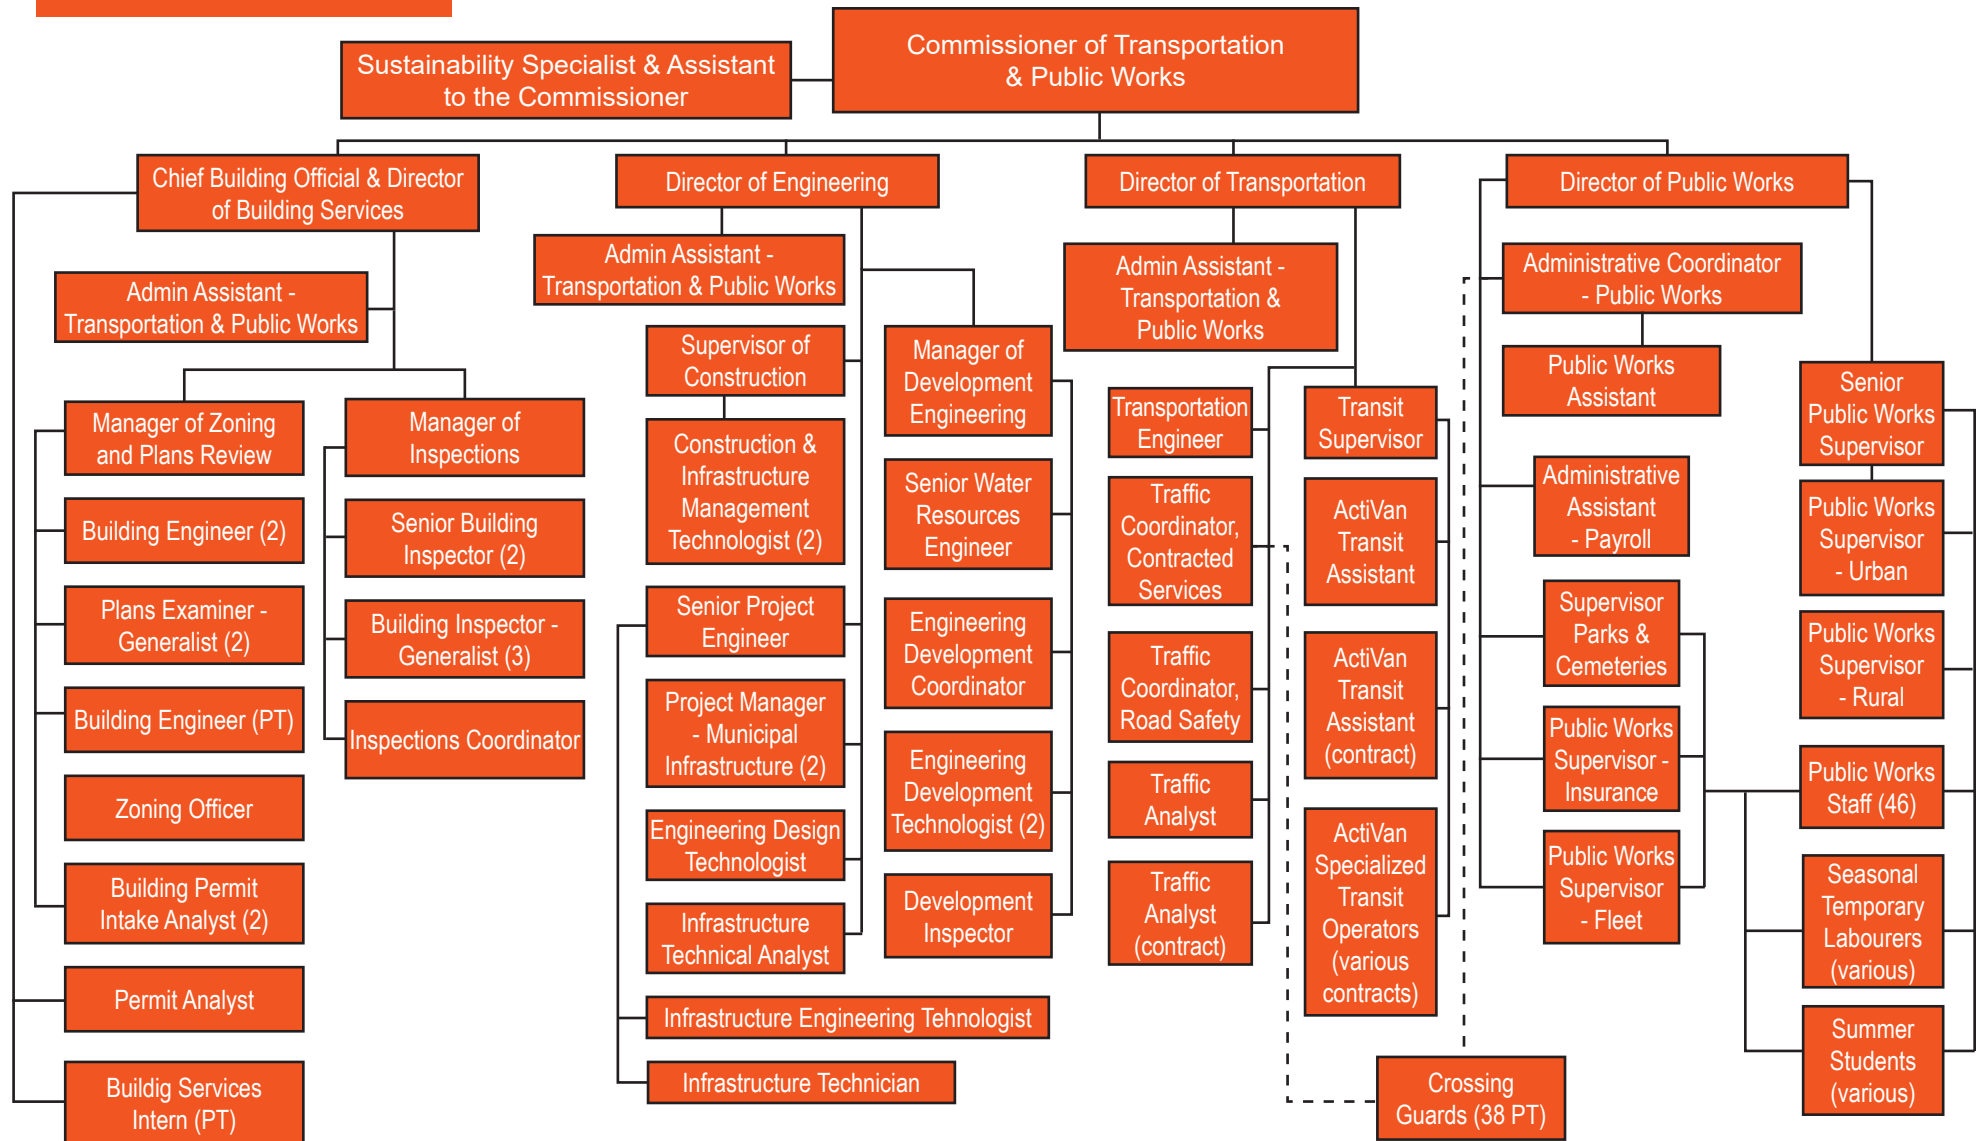 Commissioner of Transportation
& Public Works
Sustainability Specialist & Assistant
to the Commissioner
Chief Building Official & Director
of Building Services
Admin Assistant -
Transportation & Public Works
Manager of Zoning
and Plans Review
Building Engineer (2)
Plans Examiner -
Generalist (2)
Building Engineer (PT)
Zoning Officer
Building Permit
Intake Analyst (2)
Permit Analyst
Buildig Services
Intern (PT)
Manager of
Inspections
Senior Building
Inspector (2)
Building Inspector -
Generalist (3)
Inspections Coordinator
Director of Engineering
Admin Assistant -
Transportation & Public Works
Supervisor of
Construction
Construction &
Infrastructure
Management
Technologist (2)
Senior Project
Engineer
Project Manager
- Municipal
Infrastructure (2)
Engineering Design
Technologist
Infrastructure
Technical Analyst
Infrastructure Engineering Tehnologist
Infrastructure Technician
Manager of
Development
Engineering
Senior Water
Resources
Engineer
Engineering
Development
Coordinator
Engineering
Development
Technologist (2)
Development
Inspector
Director of Transportation
Admin Assistant -
Transportation &
Public Works
Transportation
Engineer
Traffic
Coordinator,
Contracted
Services
Traffic
Coordinator,
Road Safety
Traffic
Analyst
Traffic
Analyst
(contract)
Transit
Supervisor
ActiVan
Transit
Assistant
ActiVan
Transit
Assistant
(contract)
ActiVan
Specialized
Transit
Operators
(various
contracts)
Crossing
Guards (38 PT)
Director of Public Works
Administrative Coordinator
- Public Works
Public Works
Assistant
Administrative
Assistant
- Payroll
Supervisor
Parks &
Cemeteries
Public Works
Supervisor -
Insurance
Public Works
Supervisor
- Fleet
Senior
Public Works
Supervisor
Public Works
Supervisor
- Urban
Public Works
Supervisor
- Rural
Public Works
Staff (46)
Seasonal
Temporary
Labourers
(various)
Summer
Students
(various)